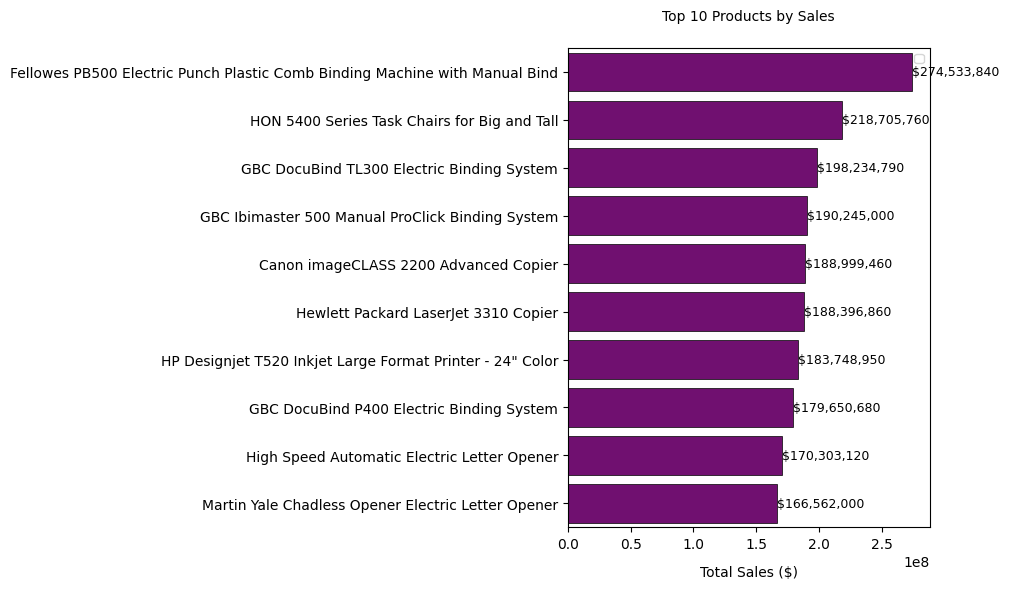 Top 10 Products by Sales
Fellowes PB500 Electric Punch Plastic Comb Binding Machine with Manual Bind $274,533,840
HON 5400 Series Task Chairs for Big and Tall $218,705,760
GBC DocuBind TL300 Electric Binding System $198,234,790
GBC Ibimaster 500 Manual ProClick Binding System $190,245,000
Canon imageCLASS 2200 Advanced Copier $188,999,460
Hewlett Packard LaserJet 3310 Copier $188,396,860
HP Designjet T520 Inkjet Large Format Printer - 24" Color $183,748,950
GBC DocuBind P400 Electric Binding System $179,650,680
High Speed Automatic Electric Letter Opener $170,303,120
Martin Yale Chadless Opener Electric Letter Opener $166,562,000
0.0 0.5 1.0 1.5 2.0 2.5
1e8
Total Sales ($)